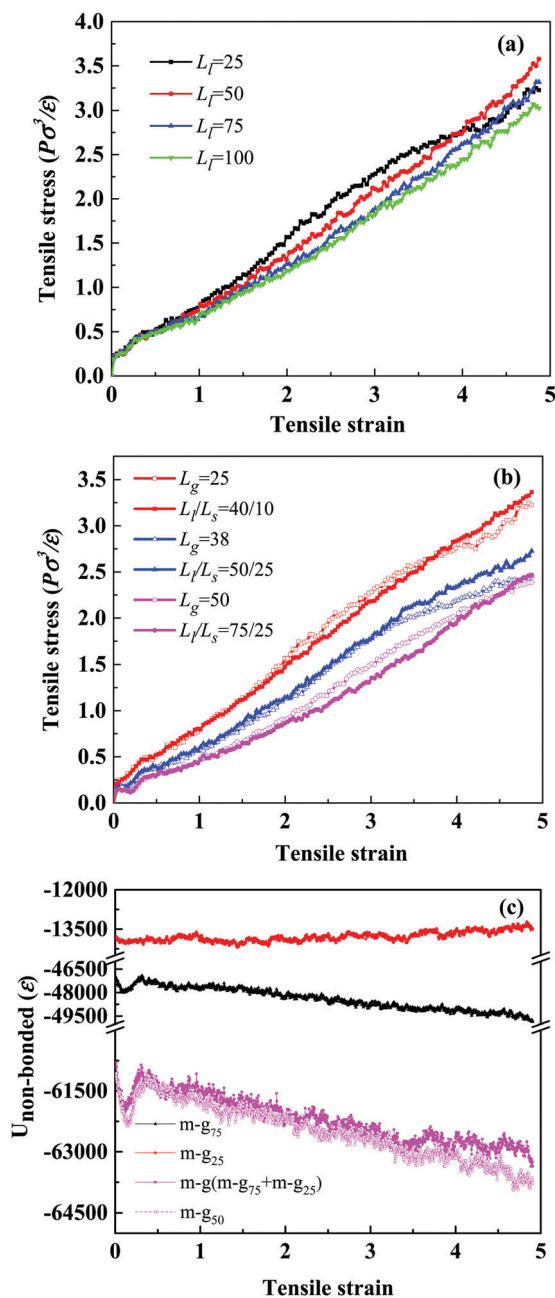 (a)
L_l=25
L_l=50
L_l=75
L_l=100
Tensile stress (Pσ³/ε)
4.0
3.5
3.0
2.5
2.0
1.5
1.0
0.5
0.0
0 1 2 3 4 5
Tensile strain
(b)
L_g=25
L_l/L_s=40/10
L_g=38
L_l/L_s=50/25
L_g=50
L_l/L_s=75/25
Tensile stress (Pσ³/ε)
3.5
3.0
2.5
2.0
1.5
1.0
0.5
0.0
0 1 2 3 4 5
Tensile strain
(c)
U_non-bonded (ε)
-12000
-13500
-46500
-48000
-49500
-61500
-63000
-64500
m-g_75
m-g_25
m-g(m-g_75+m-g_25)
m-g_50
0 1 2 3 4 5
Tensile strain